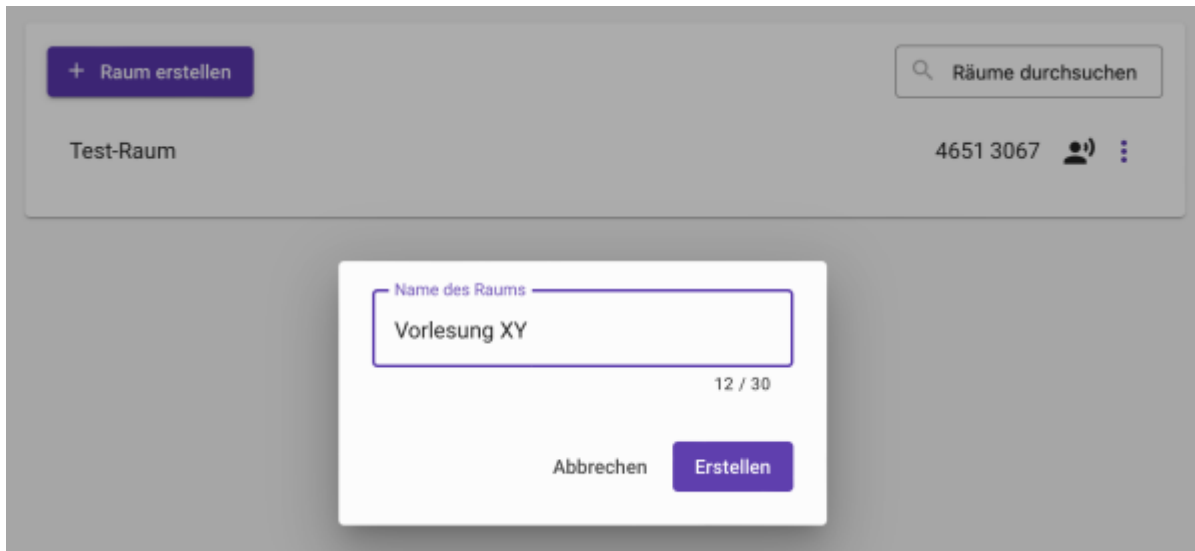 + Raum erstellen
Räume durchsuchen
Test-Raum
4651 3067
Name des Raums
Vorlesung XY
12 / 30
Abbrechen
Erstellen